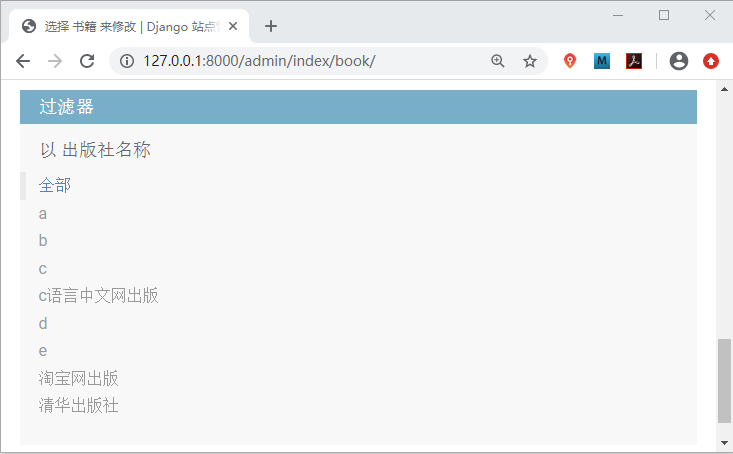 选择 书籍 来修改 | Django 站点
127.0.0.1:8000/admin/index/book/
M
过滤器
以 出版社名称
全部
a
b
c
c语言中文网出版
d
e
淘宝网出版
清华出版社